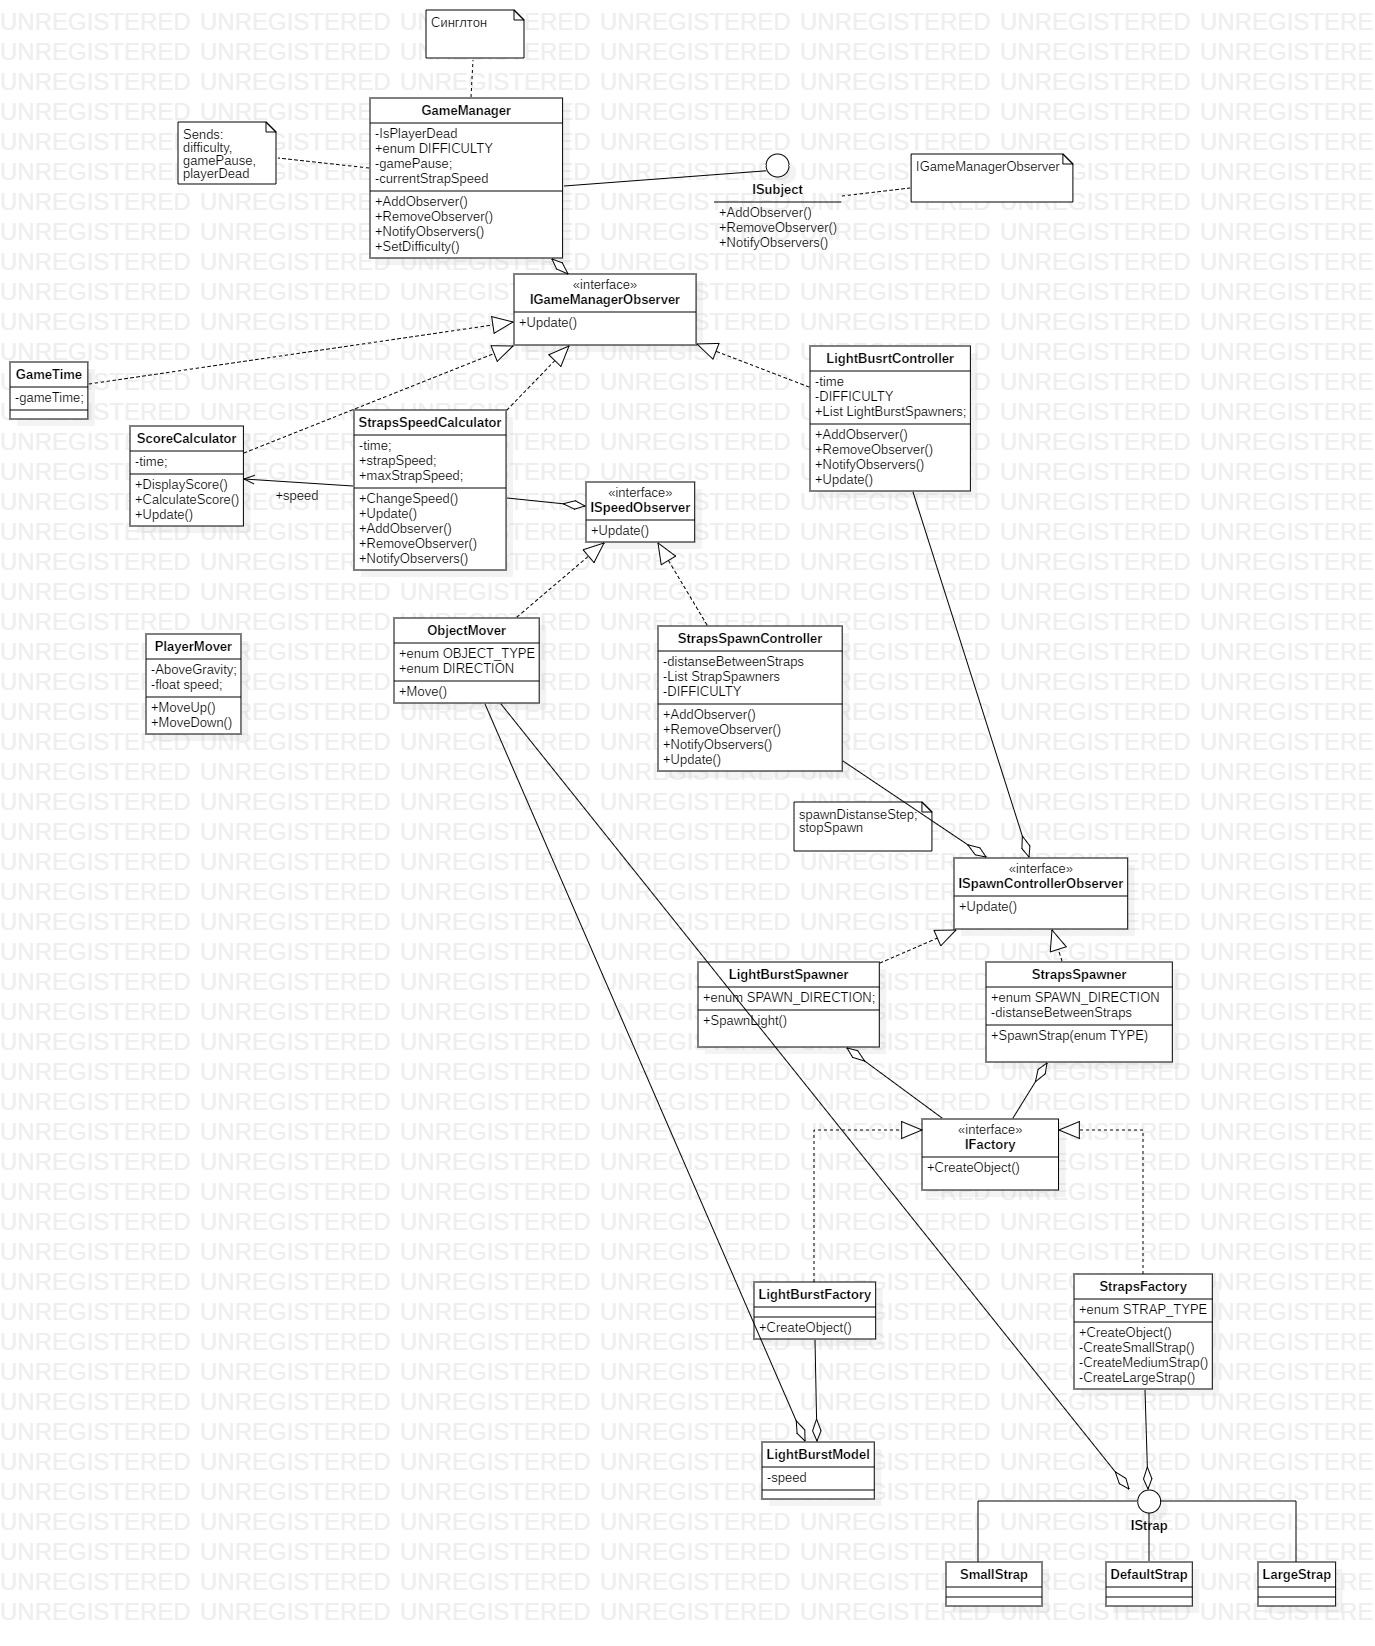 Синглтон
GameManager
-IsPlayerDead
+enum DIFFICULTY
-gamePause;
-currentStrapSpeed
+AddObserver()
+RemoveObserver()
+NotifyObservers()
+SetDifficulty()
Sends:
difficulty,
gamePause,
playerDead
ISubject
+AddObserver()
+RemoveObserver()
+NotifyObservers()
IGameManagerObserver
«interface»
IGameManagerObserver
+Update()
GameTime
-gameTime;
ScoreCalculator
-time;
+DisplayScore()
+CalculateScore()
+Update()
+speed
StrapsSpeedCalculator
-time;
+strapSpeed;
+maxStrapSpeed;
+ChangeSpeed()
+Update()
+AddObserver()
+RemoveObserver()
+NotifyObservers()
«interface»
ISpeedObserver
+Update()
LightBusrtController
-time
-DIFFICULTY
+List LightBurstSpawners;
+AddObserver()
+RemoveObserver()
+NotifyObservers()
+Update()
PlayerMover
-AboveGravity;
-float speed;
+MoveUp()
+MoveDown()
ObjectMover
+enum OBJECT_TYPE
+enum DIRECTION
+Move()
StrapsSpawnController
-distanseBetweenStraps
-List StrapSpawners
-DIFFICULTY
+AddObserver()
+RemoveObserver()
+NotifyObservers()
+Update()
spawnDistanseStep;
stopSpawn
«interface»
ISpawnControllerObserver
+Update()
LightBurstSpawner
+enum SPAWN_DIRECTION;
+SpawnLight()
StrapsSpawner
+enum SPAWN_DIRECTION
-distanseBetweenStraps
+SpawnStrap(enum TYPE)
«interface»
IFactory
+CreateObject()
LightBurstFactory
+CreateObject()
StrapsFactory
+enum STRAP_TYPE
+CreateObject()
-CreateSmallStrap()
-CreateMediumStrap()
-CreateLargeStrap()
LightBurstModel
-speed
IStrap
SmallStrap
DefaultStrap
LargeStrap
UNREGISTERED